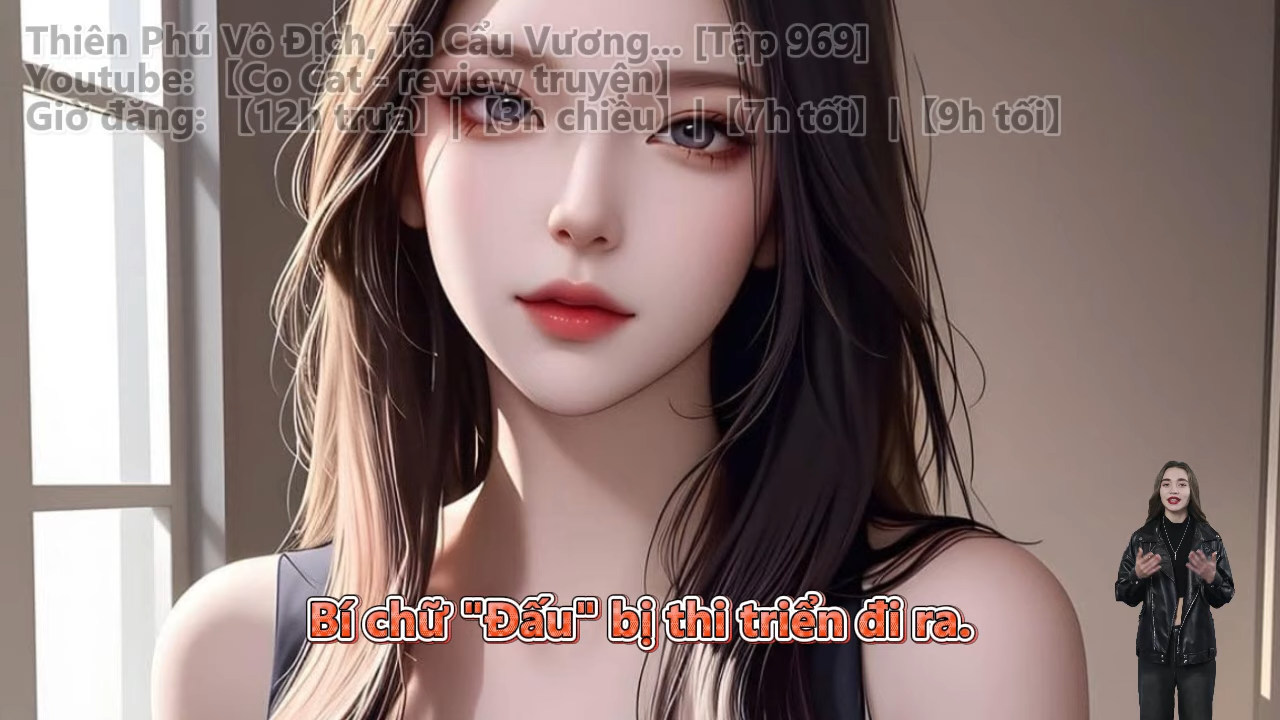 Thiên Phú Vô Địch, Ta Cẩu Vương... [Tập 969]
Youtube: 【Co Cat - review truyện】
Giờ đăng: 【12h trưa】 | 【 h chiều】 | 【7h tối】 | 【9h tối】
Bí chữ "Đấu" bị thi triển đi ra.